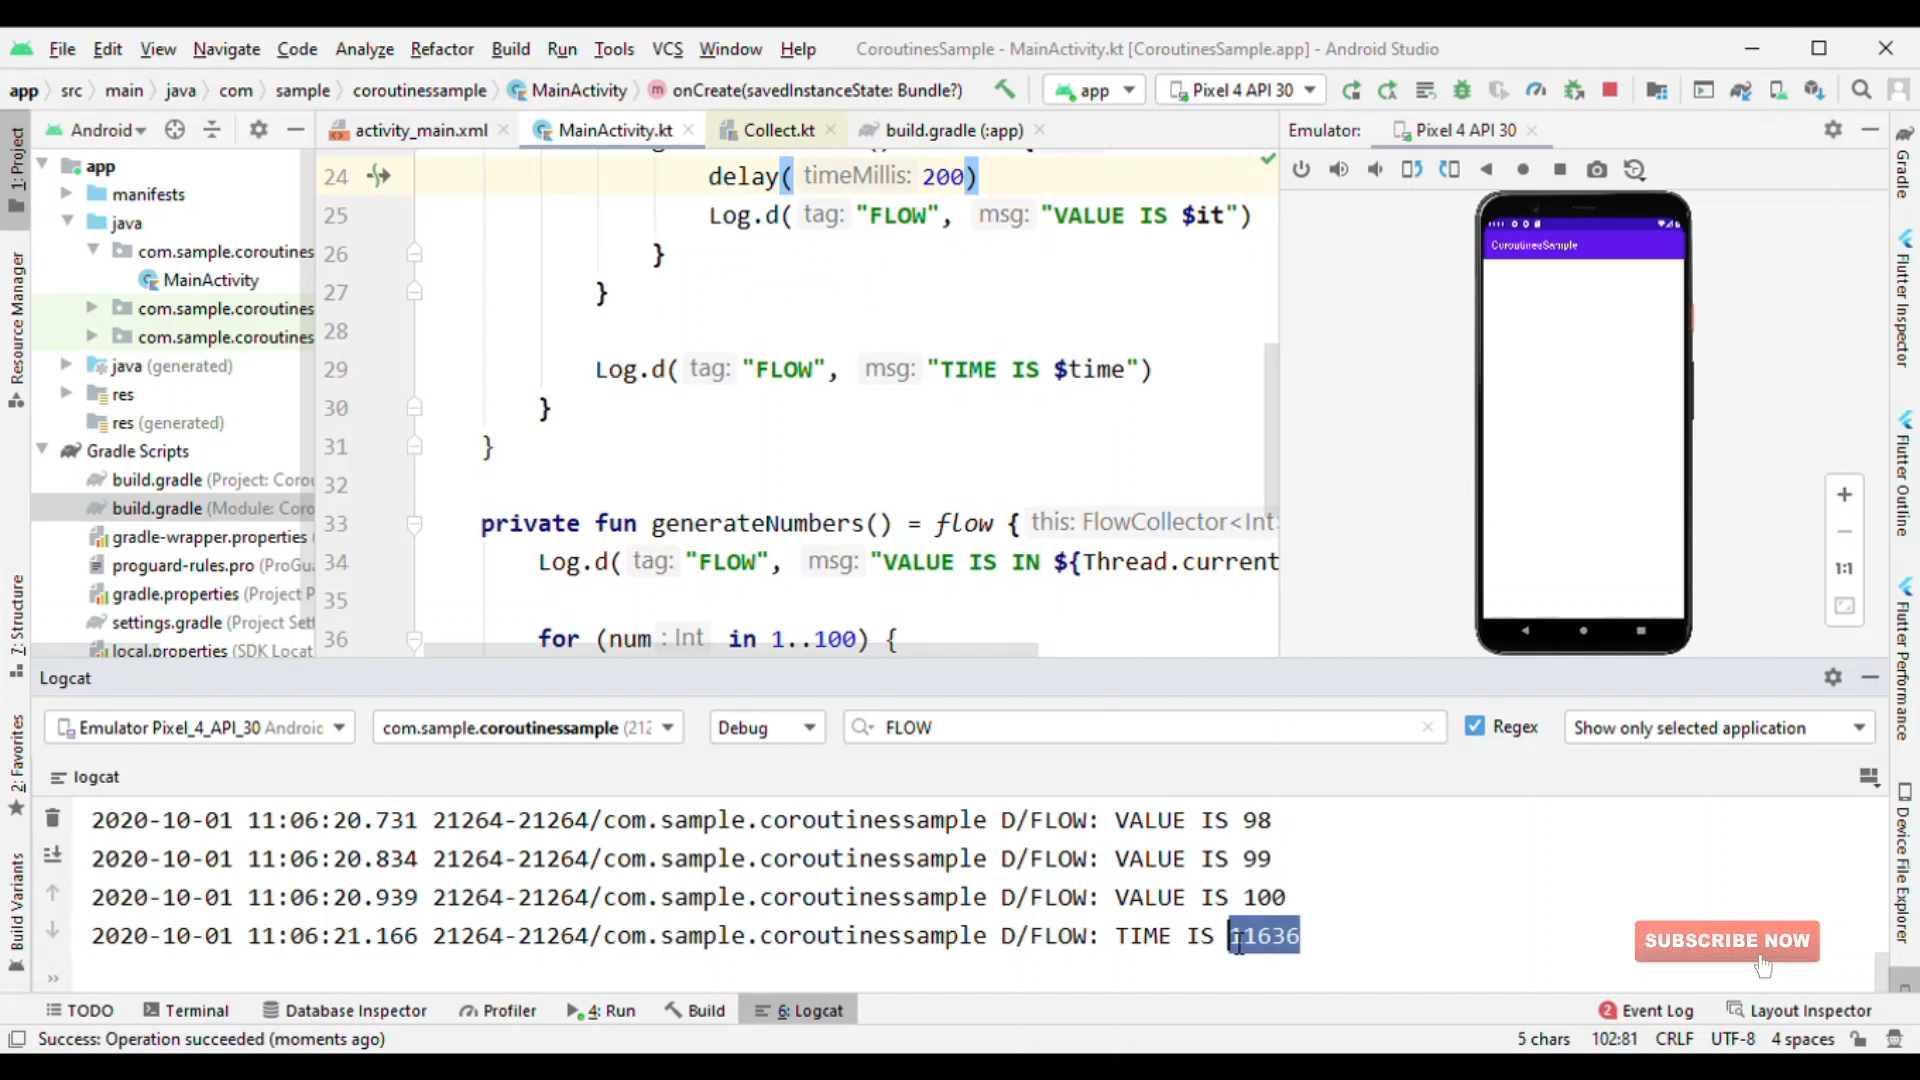 File Edit View Navigate Code Analyze Refactor Build Run Tools VCS Window Help CoroutinesSample - MainActivity.kt [CoroutinesSample.app] - Android Studio
app src main java com sample coroutinessample MainActivity onCreate(savedInstanceState: Bundle?) app Pixel 4 API 30
Android activity_main.xml MainActivity.kt Collect.kt build.gradle (:app) Emulator: Pixel 4 API 30
1: Project
Resource Manager
7: Structure
2: Favorites
Build Variants
app
manifests
java
com.sample.coroutines
MainActivity
com.sample.coroutines
com.sample.coroutines
java (generated)
res
res (generated)
Gradle Scripts
build.gradle (Project: Corou
build.gradle (Module: Coro
gradle-wrapper.properties
proguard-rules.pro (ProGua
gradle.properties (Project P
settings.gradle (Project Sett
local.properties (SDK Locat
24 delay( timeMillis: 200)
25 Log.d( tag: "FLOW", msg: "VALUE IS $it")
26 }
27 }
28
29 Log.d( tag: "FLOW", msg: "TIME IS $time")
30 }
31 }
32
33 private fun generateNumbers() = flow { this: FlowCollector<Int>
34 Log.d( tag: "FLOW", msg: "VALUE IS IN ${Thread.current
35
36 for (num : Int in 1..100) {
CoroutinesSample
1:1
Gradle
Flutter Inspector
Flutter Outline
Flutter Performance
Device File Explorer
Logcat
Emulator Pixel_4_API_30 Android com.sample.coroutinessample (212 Debug FLOW Regex Show only selected application
logcat
2020-10-01 11:06:20.731 21264-21264/com.sample.coroutinessample D/FLOW: VALUE IS 98
2020-10-01 11:06:20.834 21264-21264/com.sample.coroutinessample D/FLOW: VALUE IS 99
2020-10-01 11:06:20.939 21264-21264/com.sample.coroutinessample D/FLOW: VALUE IS 100
2020-10-01 11:06:21.166 21264-21264/com.sample.coroutinessample D/FLOW: TIME IS 11636
SUBSCRIBE NOW
TODO Terminal Database Inspector Profiler 4: Run Build 6: Logcat 2 Event Log Layout Inspector
Success: Operation succeeded (moments ago) 5 chars 102:81 CRLF UTF-8 4 spaces